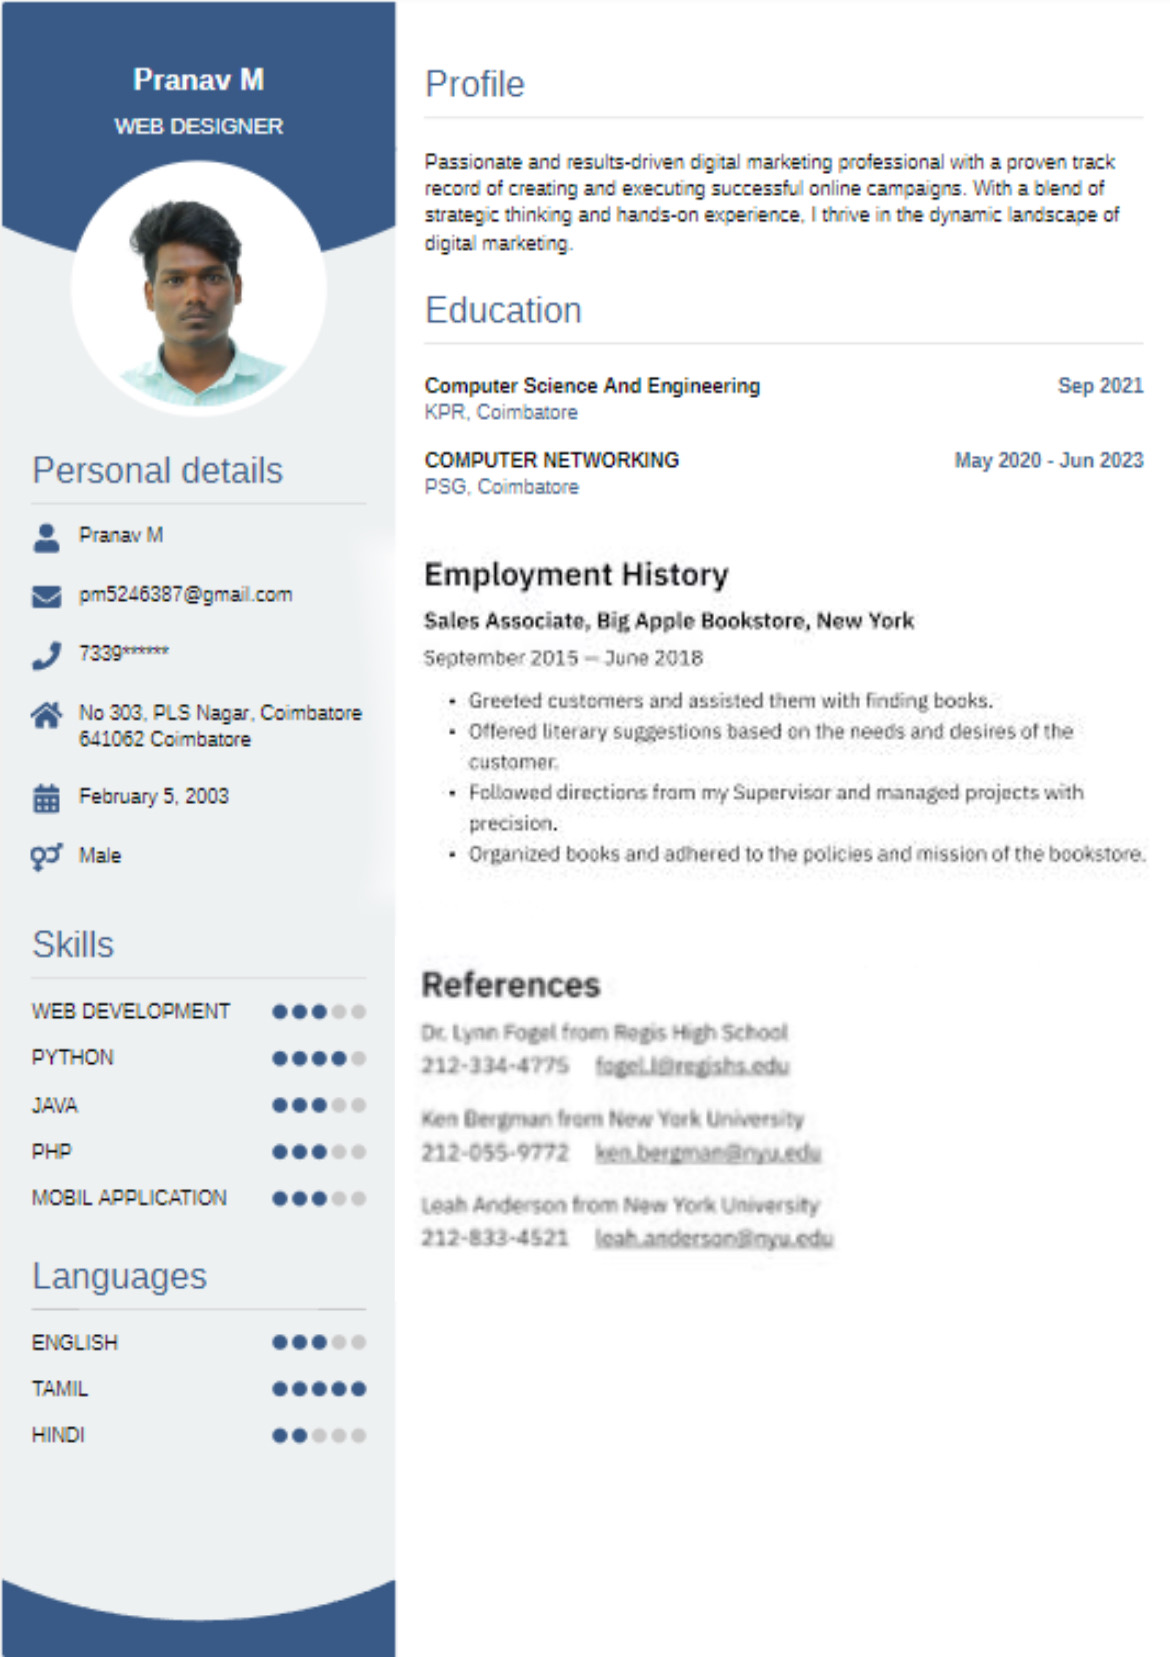 Pranav M
WEB DESIGNER
Personal details
Pranav M
pm5246387@gmail.com
7339******
No 303, PLS Nagar, Coimbatore
641062 Coimbatore
February 5, 2003
Male
Skills
WEB DEVELOPMENT
PYTHON
JAVA
PHP
MOBIL APPLICATION
Languages
ENGLISH
TAMIL
HINDI
Profile
Passionate and results-driven digital marketing professional with a proven track
record of creating and executing successful online campaigns. With a blend of
strategic thinking and hands-on experience, I thrive in the dynamic landscape of
digital marketing.
Education
Computer Science And Engineering Sep 2021
KPR, Coimbatore
COMPUTER NETWORKING May 2020 - Jun 2023
PSG, Coimbatore
Employment History
Sales Associate, Big Apple Bookstore, New York
September 2015 — June 2018
• Greeted customers and assisted them with finding books.
• Offered literary suggestions based on the needs and desires of the
customer.
• Followed directions from my Supervisor and managed projects with
precision.
• Organized books and adhered to the policies and mission of the bookstore.
References
Dr. Lynn Fogel from Regis High School
212-334-4775 fogel.l@regishs.edu
Ken Bergman from New York University
212-055-9772 ken.bergman@nyu.edu
Leah Anderson from New York University
212-833-4521 leah.anderson@nyu.edu